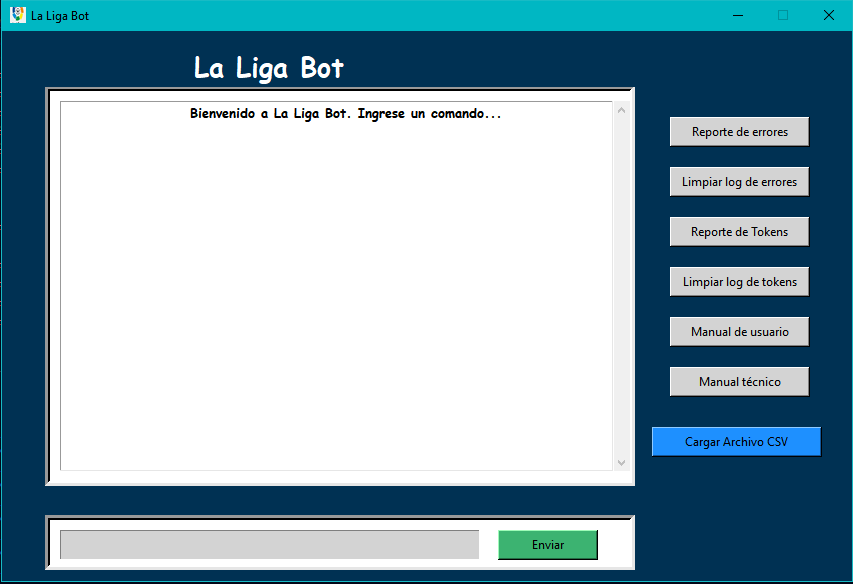 La Liga Bot
La Liga Bot
Bienvenido a La Liga Bot. Ingrese un comando...
Reporte de errores
Limpiar log de errores
Reporte de Tokens
Limpiar log de tokens
Manual de usuario
Manual técnico
Cargar Archivo CSV
Enviar